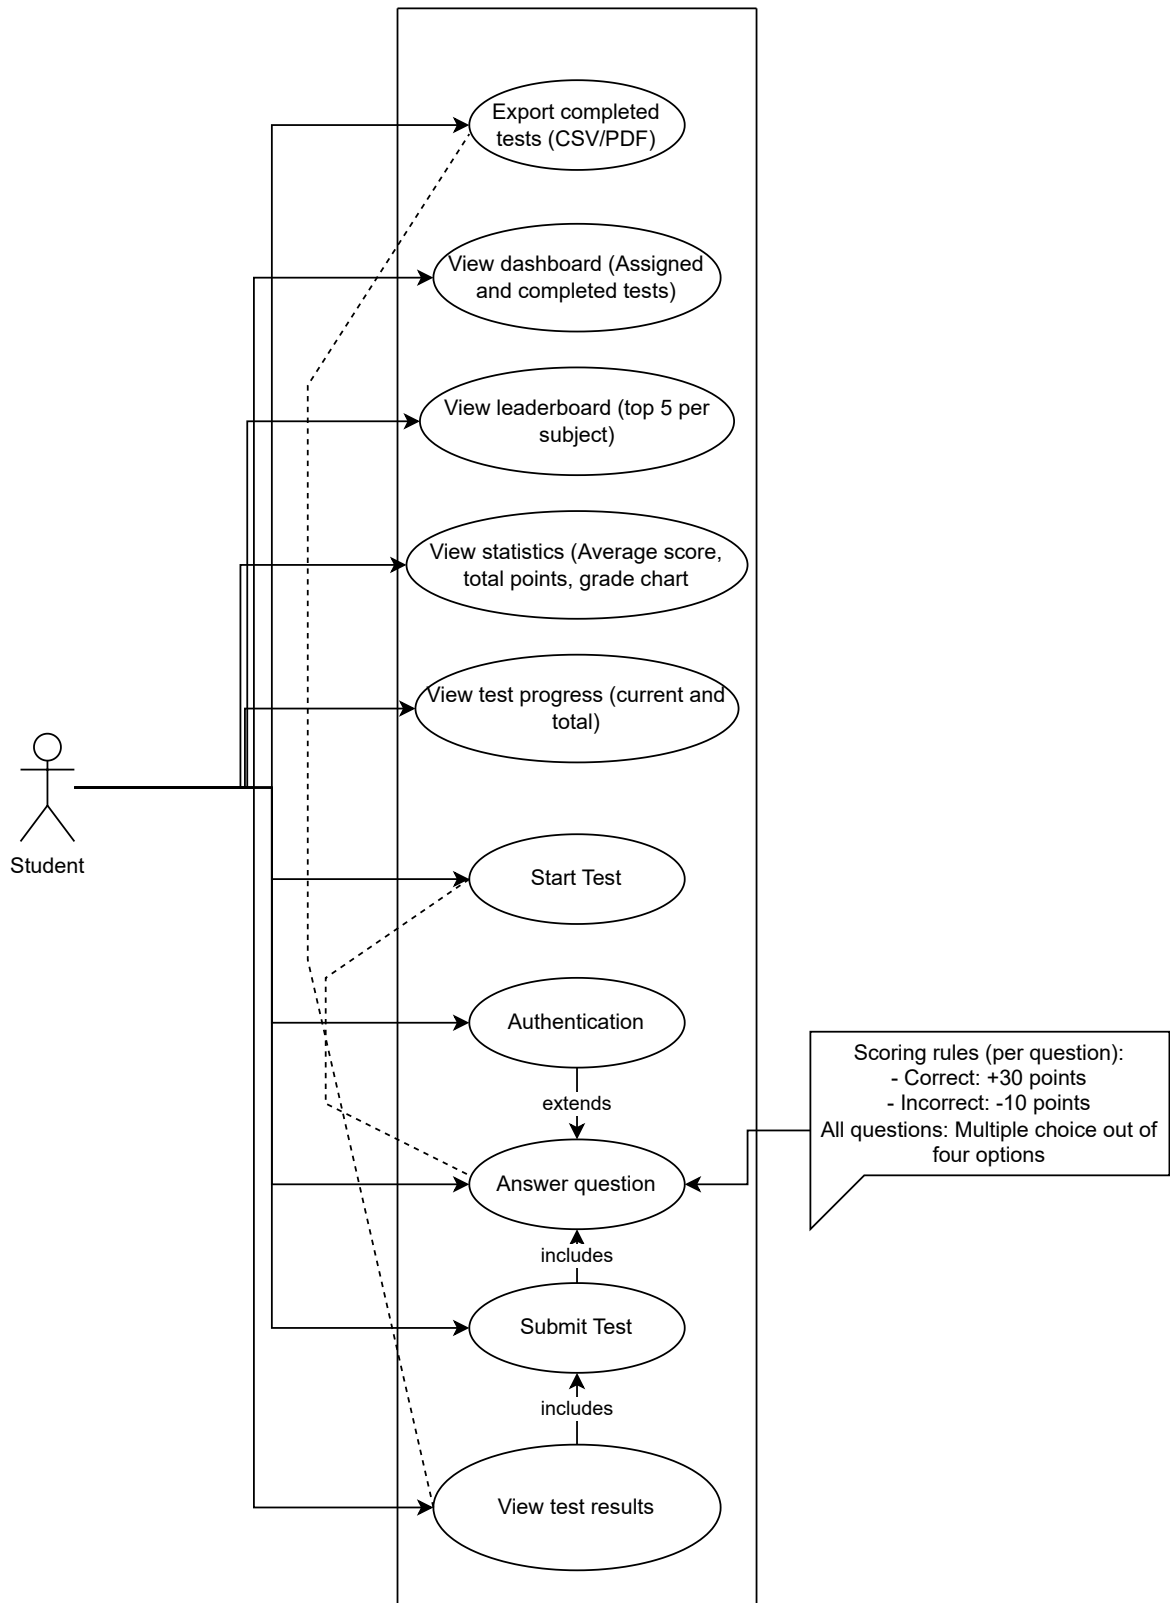 Export completed
tests (CSV/PDF)
View dashboard (Assigned
and completed tests)
View leaderboard (top 5 per
subject)
View statistics (Average score,
total points, grade chart
View test progress (current and
total)
Student
Start Test
Authentication
extends
Scoring rules (per question):
- Correct: +30 points
- Incorrect: -10 points
All questions: Multiple choice out of
four options
Answer question
includes
Submit Test
includes
View test results